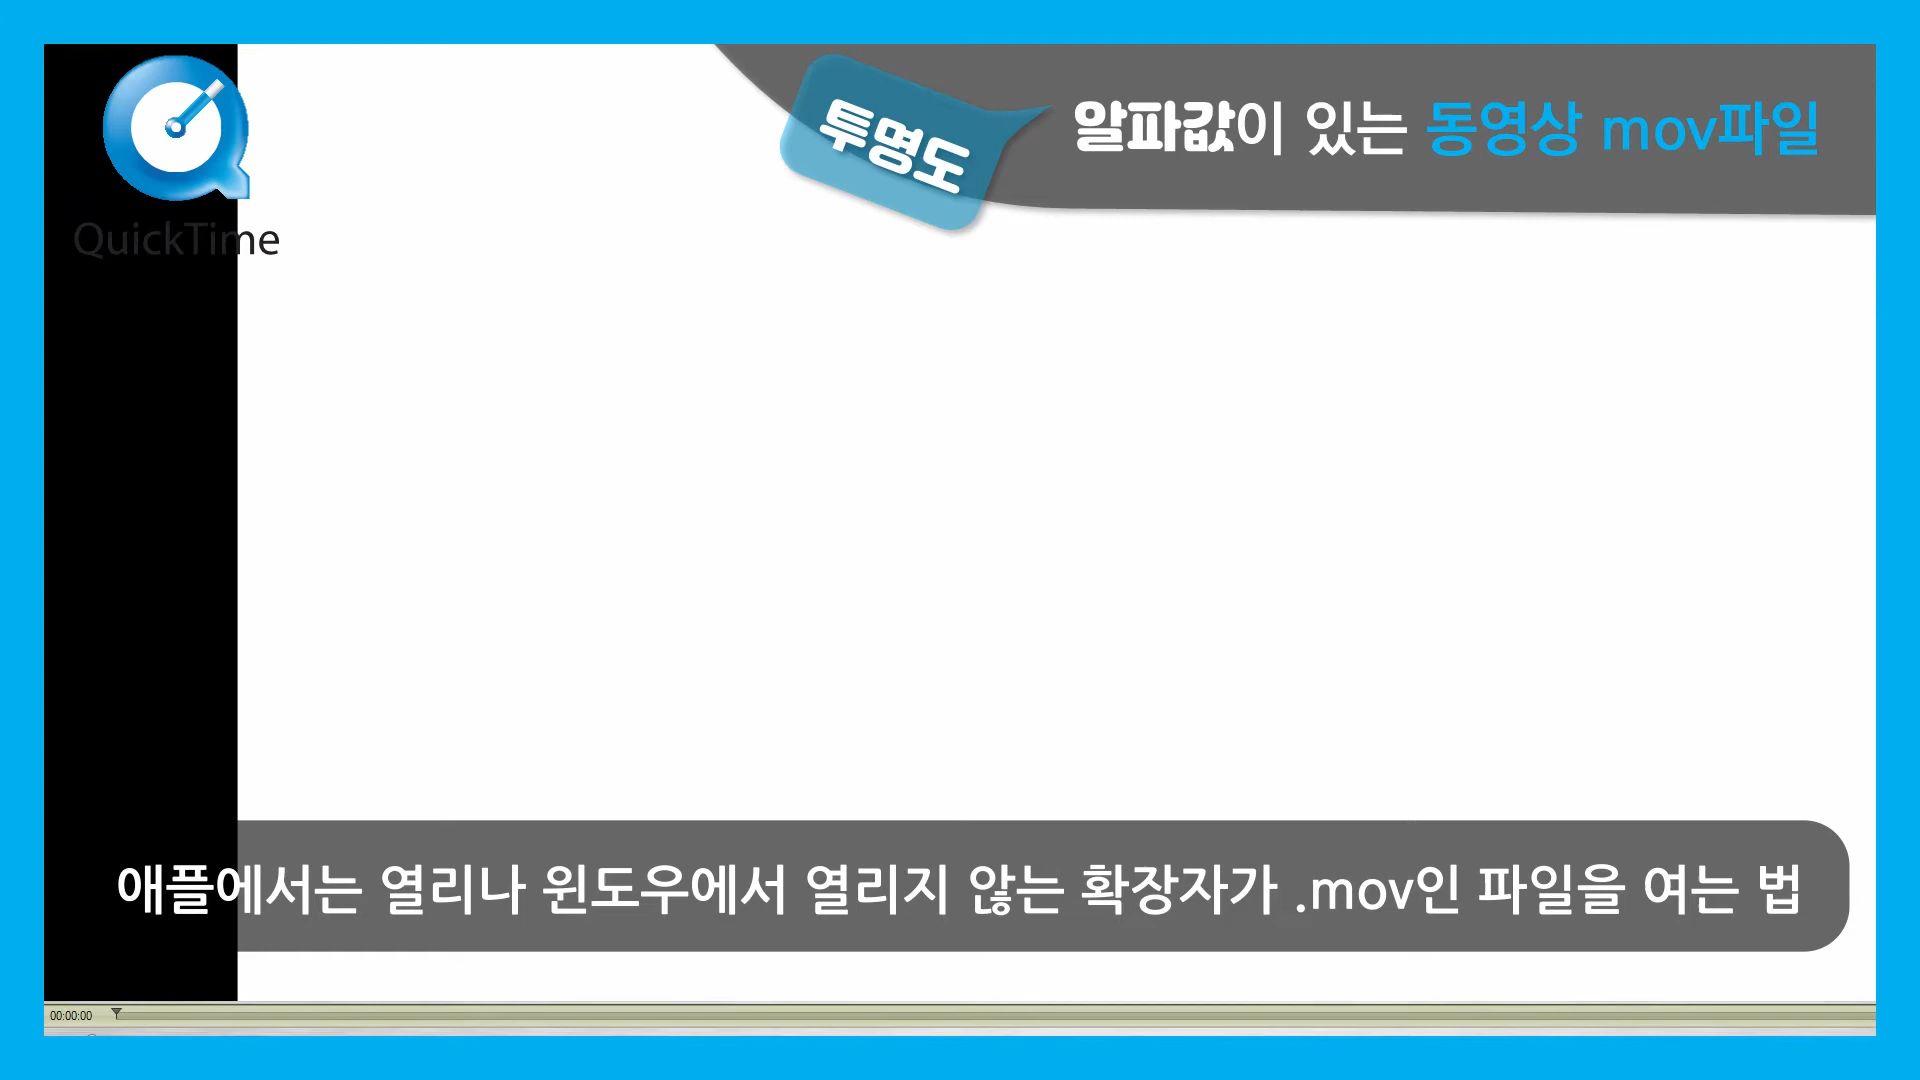 QuickTime
투명도
알파값이 있는 동영상 mov파일
애플에서는 열리나 윈도우에서 열리지 않는 확장자가 .mov인 파일을 여는 법
00:00:00